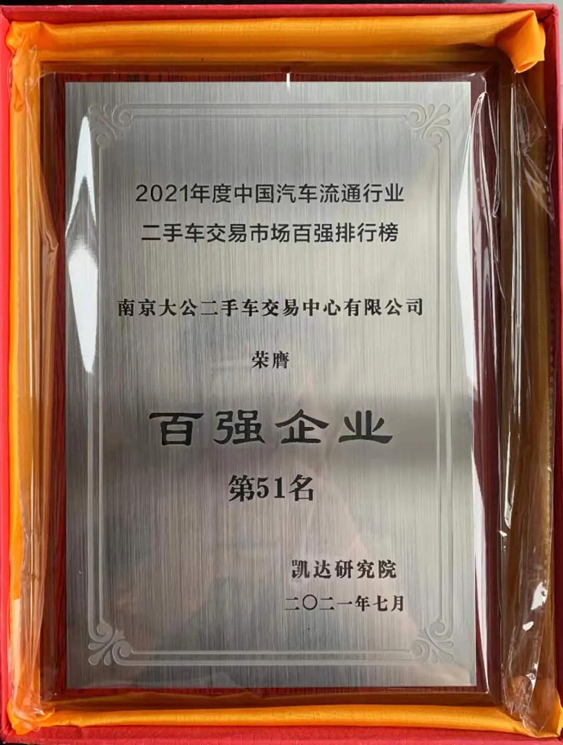 2021年度中国汽车流通行业
二手车交易市场百强排行榜
南京大公二手车交易中心有限公司
荣膺
百强企业
第51名
凯达研究院
二〇二一年七月